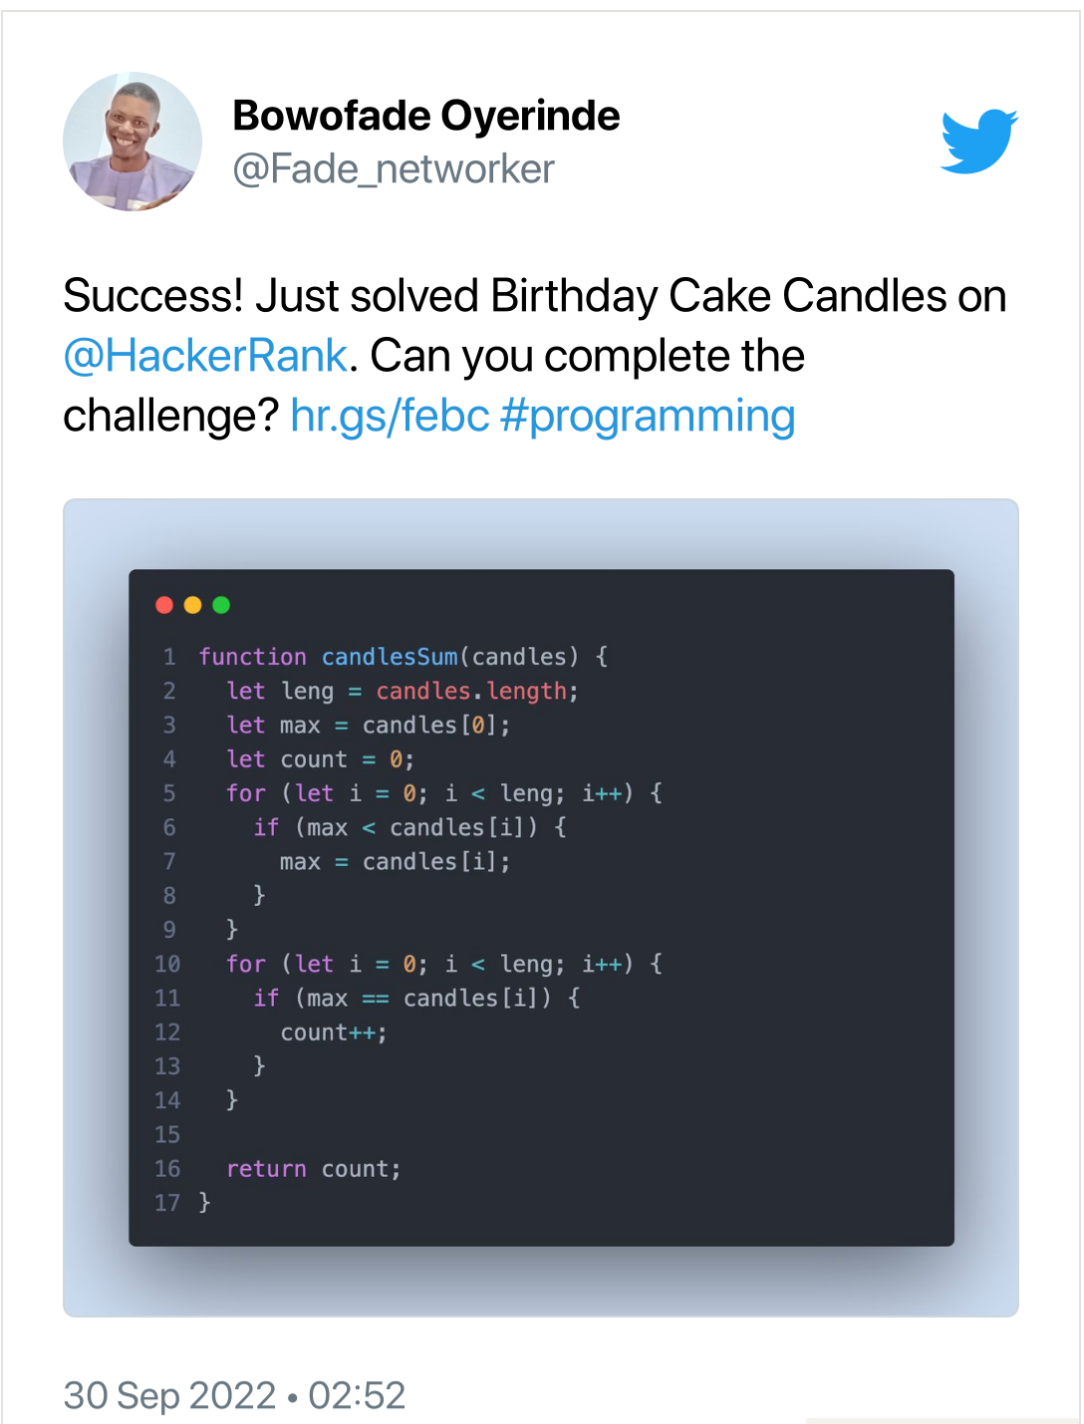 Bowofade Oyerinde
@Fade_networker
Success! Just solved Birthday Cake Candles on
@HackerRank. Can you complete the
challenge? hr.gs/febc #programming
1 function candlesSum(candles) {
2   let leng = candles.length;
3   let max = candles[0];
4   let count = 0;
5   for (let i = 0; i < leng; i++) {
6     if (max < candles[i]) {
7       max = candles[i];
8     }
9   }
10   for (let i = 0; i < leng; i++) {
11     if (max == candles[i]) {
12       count++;
13     }
14   }
15
16   return count;
17 }
30 Sep 2022 • 02:52